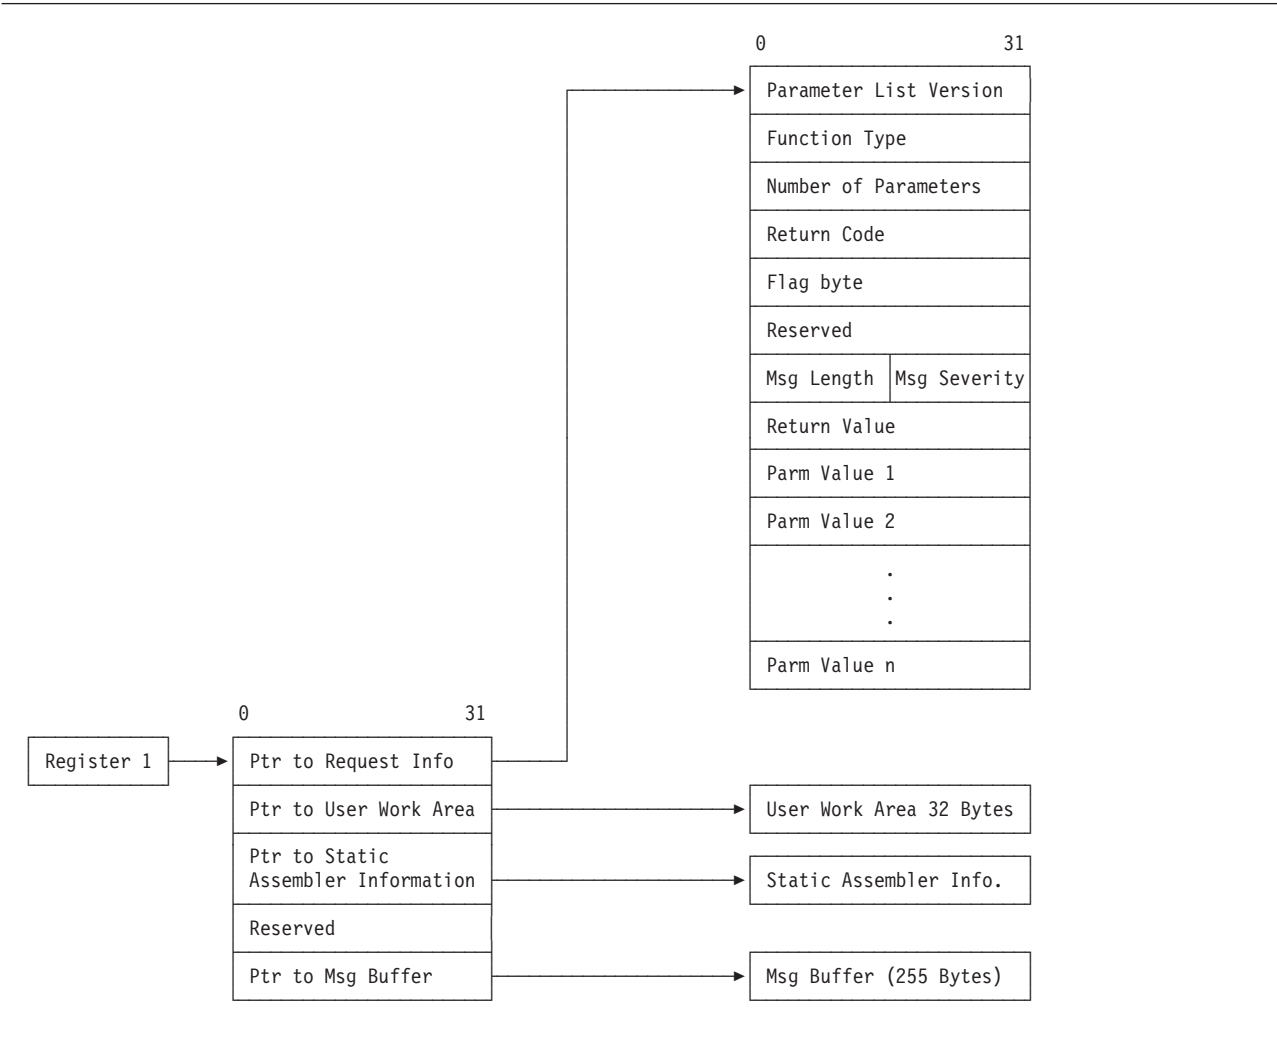 0 31
Parameter List Version
Function Type
Number of Parameters
Return Code
Flag byte
Reserved
Msg Length Msg Severity
Return Value
Parm Value 1
Parm Value 2
.
.
.
Parm Value n
0 31
Register 1 Ptr to Request Info
Ptr to User Work Area User Work Area 32 Bytes
Ptr to Static
Assembler Information Static Assembler Info.
Reserved
Ptr to Msg Buffer Msg Buffer (255 Bytes)